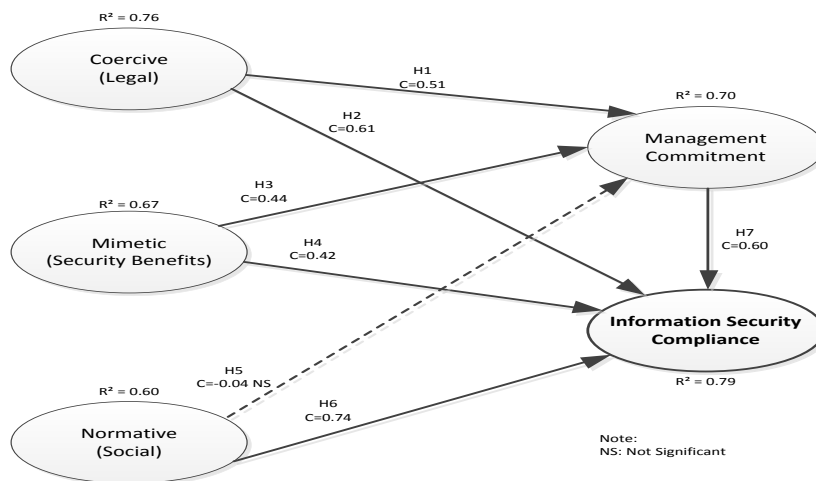 R² = 0.76
Coercive
(Legal)
H1
C=0.51
H2
C=0.61
R² = 0.70
Management
Commitment
R² = 0.67
Mimetic
(Security Benefits)
H3
C=0.44
H4
C=0.42
H7
C=0.60
Information Security
Compliance
R² = 0.79
R² = 0.60
Normative
(Social)
H5
C=-0.04 NS
H6
C=0.74
Note:
NS: Not Significant